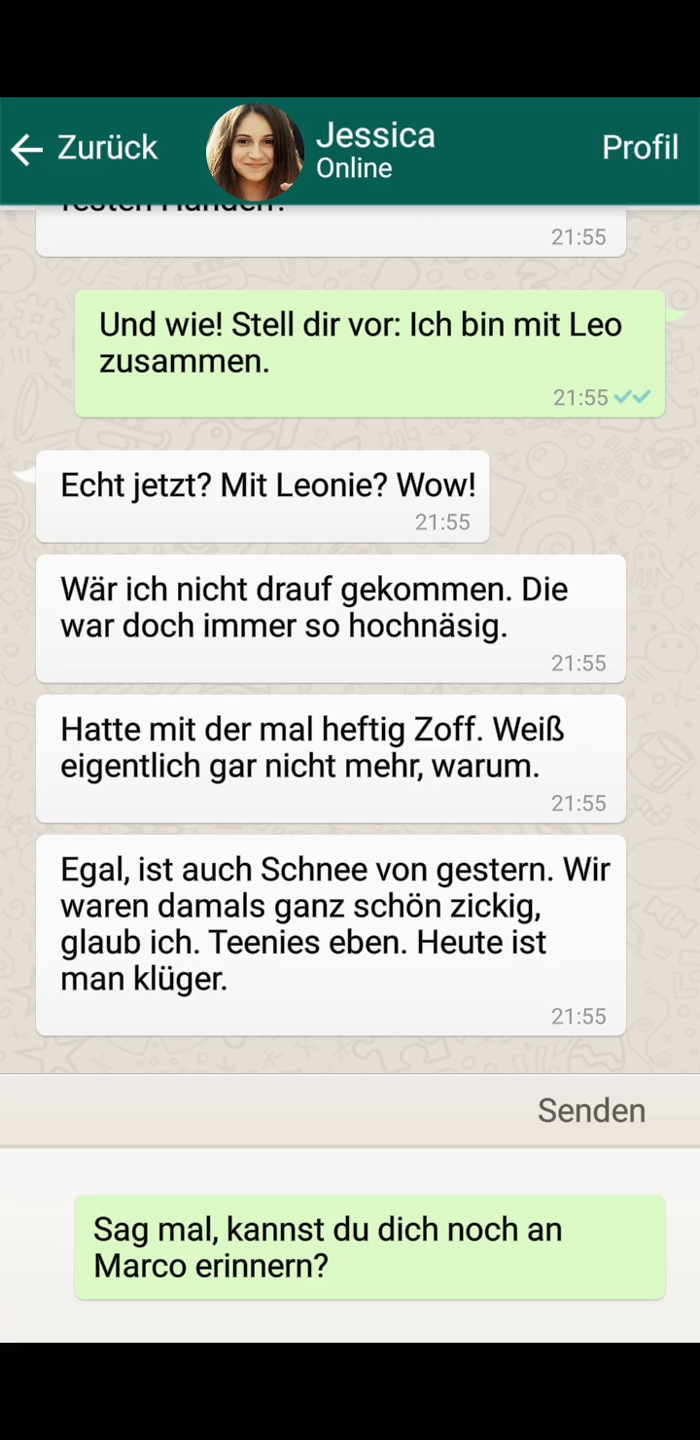 Zurück
Jessica
Online
Profil
21:55
Und wie! Stell dir vor: Ich bin mit Leo
zusammen.
21:55
Echt jetzt? Mit Leonie? Wow!
21:55
Wär ich nicht drauf gekommen. Die
war doch immer so hochnäsig.
21:55
Hatte mit der mal heftig Zoff. Weiß
eigentlich gar nicht mehr, warum.
21:55
Egal, ist auch Schnee von gestern. Wir
waren damals ganz schön zickig,
glaub ich. Teenies eben. Heute ist
man klüger.
21:55
Senden
Sag mal, kannst du dich noch an
Marco erinnern?